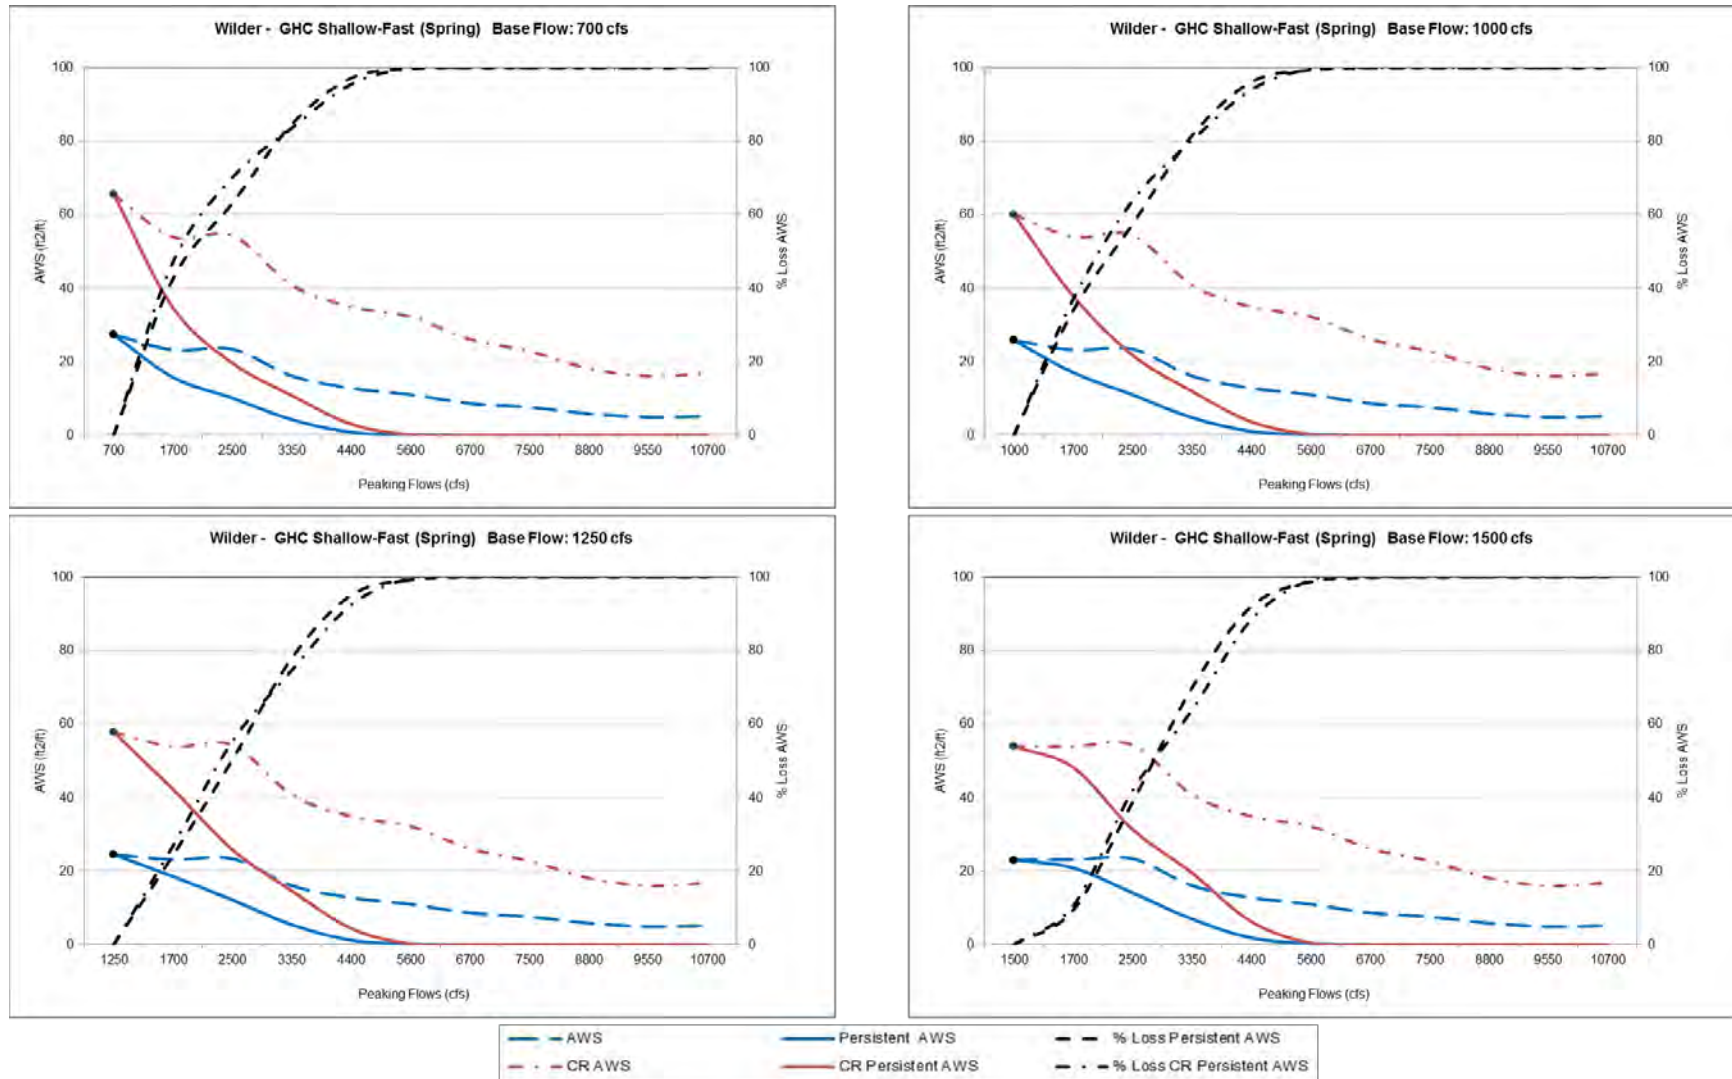 Wilder - GHC Shallow-Fast (Spring) Base Flow: 700 cfs
100
80
60
40
20
0
AWS (ft2/ft)
100
80
60
40
20
0
% Loss AWS
700 1700 2500 3350 4400 5600 6700 7500 8800 9550 10700
Peaking Flows (cfs)
Wilder - GHC Shallow-Fast (Spring) Base Flow: 1000 cfs
100
80
60
40
20
0
AWS (ft2/ft)
100
80
60
40
20
0
% Loss AWS
1000 1700 2500 3350 4400 5600 6700 7500 8800 9550 10700
Peaking Flows (cfs)
Wilder - GHC Shallow-Fast (Spring) Base Flow: 1250 cfs
100
80
60
40
20
0
AWS (ft2/ft)
100
80
60
40
20
0
% Loss AWS
1250 1700 2500 3350 4400 5600 6700 7500 8800 9550 10700
Peaking Flows (cfs)
Wilder - GHC Shallow-Fast (Spring) Base Flow: 1500 cfs
100
80
60
40
20
0
AWS (ft2/ft)
100
80
60
40
20
0
% Loss AWS
1500 1700 2500 3350 4400 5600 6700 7500 8800 9550 10700
Peaking Flows (cfs)
AWS Persistent AWS % Loss Persistent AWS
CR AWS CR Persistent AWS % Loss CR Persistent AWS